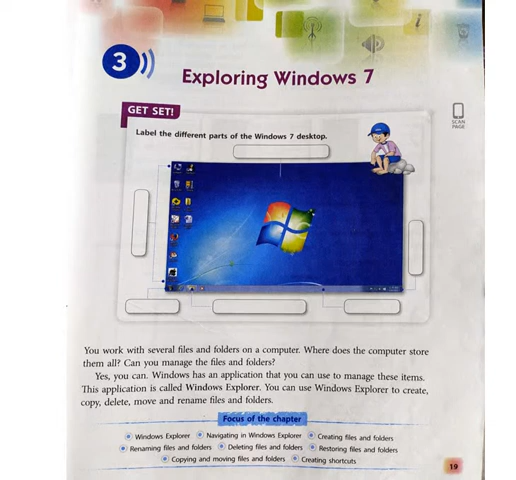 3
Exploring Windows 7
GET SET!
SCAN
PAGE
Label the different parts of the Windows 7 desktop.
You work with several files and folders on a computer. Where does the computer store
them all? Can you manage the files and folders?
Yes, you can. Windows has an application that you can use to manage these items.
This application is called Windows Explorer. You can use Windows Explorer to create,
copy, delete, move and rename files and folders.
Focus of the chapter
Windows Explorer Navigating in Windows Explorer Creating files and folders
Renaming files and folders Deleting files and folders Restoring files and folders
Copying and moving files and folders Creating shortcuts
19